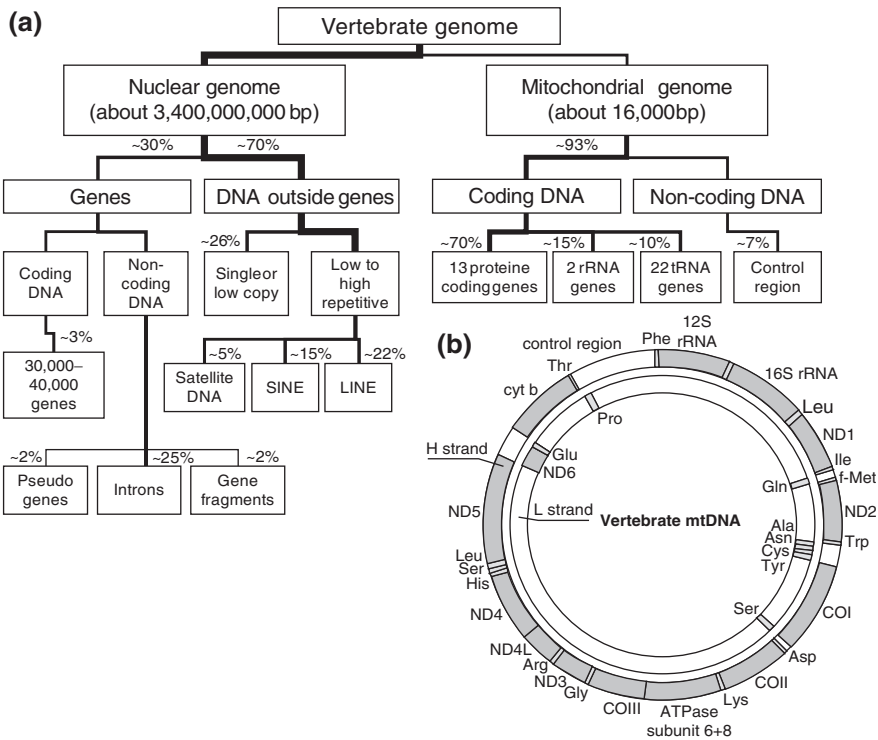 (a)
Vertebrate genome
Nuclear genome
(about 3,400,000,000 bp)
Mitochondrial genome
(about 16,000bp)
~30%
~70%
~93%
Genes
DNA outside genes
Coding DNA
Non-coding DNA
~26%
~70%
~15%
~10%
~7%
Coding
DNA
Non-
coding
DNA
Singleor
low copy
Low to
high
repetitive
13 proteine
codinggenes
2 rRNA
genes
22 tRNA
genes
Control
region
~3%
30,000–
40,000
genes
~5%
~15%
~22%
Satellite
DNA
SINE
LINE
~2%
~25%
~2%
Pseudo
genes
Introns
Gene
fragments
(b)
control region
Phe
12S
rRNA
16S rRNA
Leu
ND1
Ile
f-Met
ND2
Trp
COI
Asp
COII
Lys
ATPase
subunit 6+8
COIII
Gly
ND3
Arg
ND4L
ND4
His
Ser
Leu
ND5
H strand
cyt b
Thr
Pro
Glu
ND6
L strand
Vertebrate mtDNA
Gln
Ala
Asn
Cys
Tyr
Ser